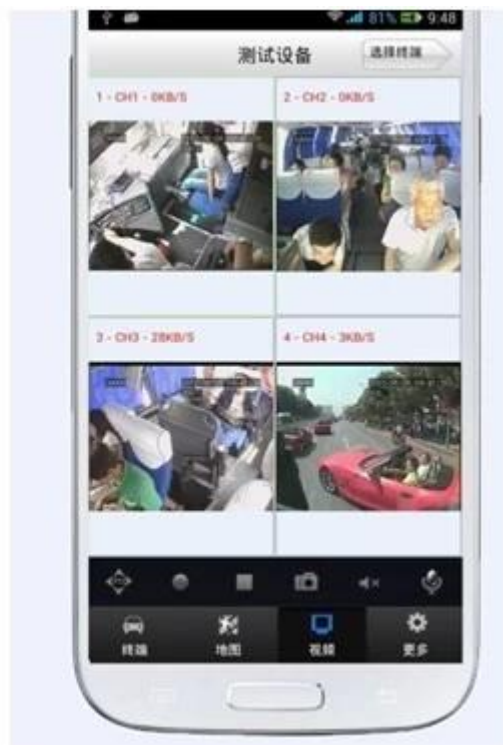 81% 9:48
测试设备 选择终端
1 - CH1 - 0KB/S 2 - CH2 - 0KB/S
3 - CH3 - 28KB/S 4 - CH4 - 3KB/S
终端 地图 视频 更多